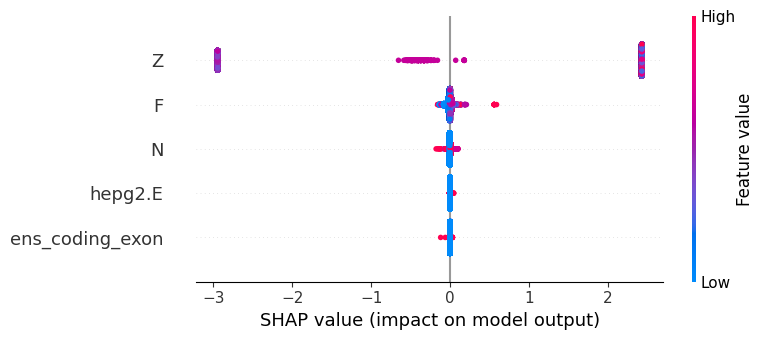 High
Z
F
N
hepg2.E
ens_coding_exon
Low
Feature value
−3 −2 −1 0 1 2
SHAP value (impact on model output)